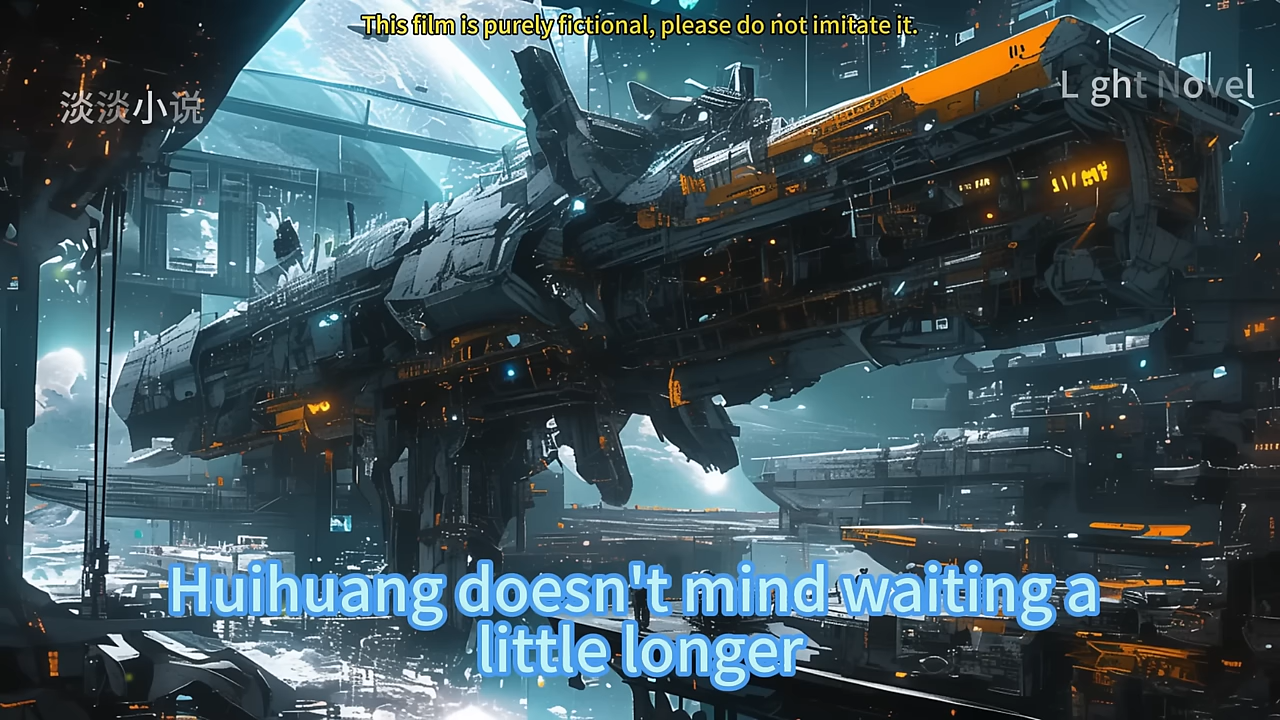 This film is purely fictional, please do not imitate it.
淡淡小说
L ght Novel
Huihuang doesn't mind waiting a
little longer